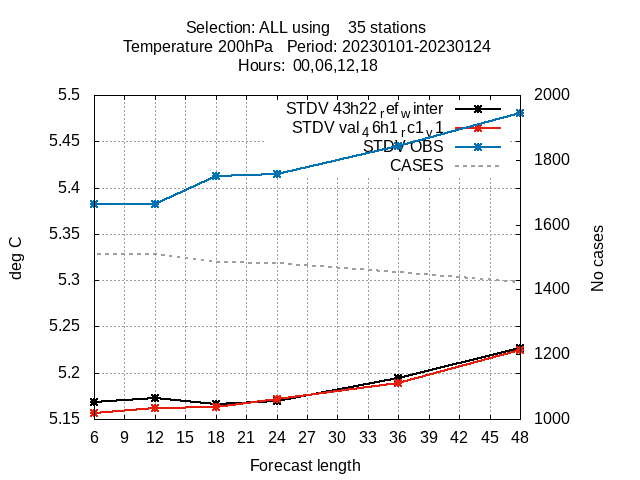 Selection: ALL using    35 stations
Temperature 200hPa   Period: 20230101-20230124
Hours:  00,06,12,18
STDV 43h22_ref_winter
STDV val_46h1_rc1_v1
STDV OBS
CASES
5.5
5.45
5.4
5.35
5.3
5.25
5.2
5.15
deg C
2000
1800
1600
1400
1200
1000
No cases
6 9 12 15 18 21 24 27 30 33 36 39 42 45 48
Forecast length